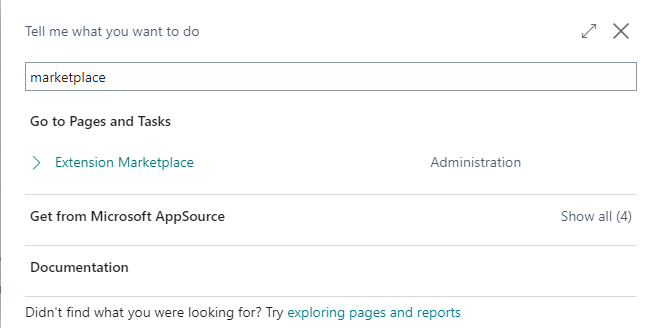 Tell me what you want to do
marketplace
Go to Pages and Tasks
Extension Marketplace Administration
Get from Microsoft AppSource Show all (4)
Documentation
Didn't find what you were looking for? Try exploring pages and reports